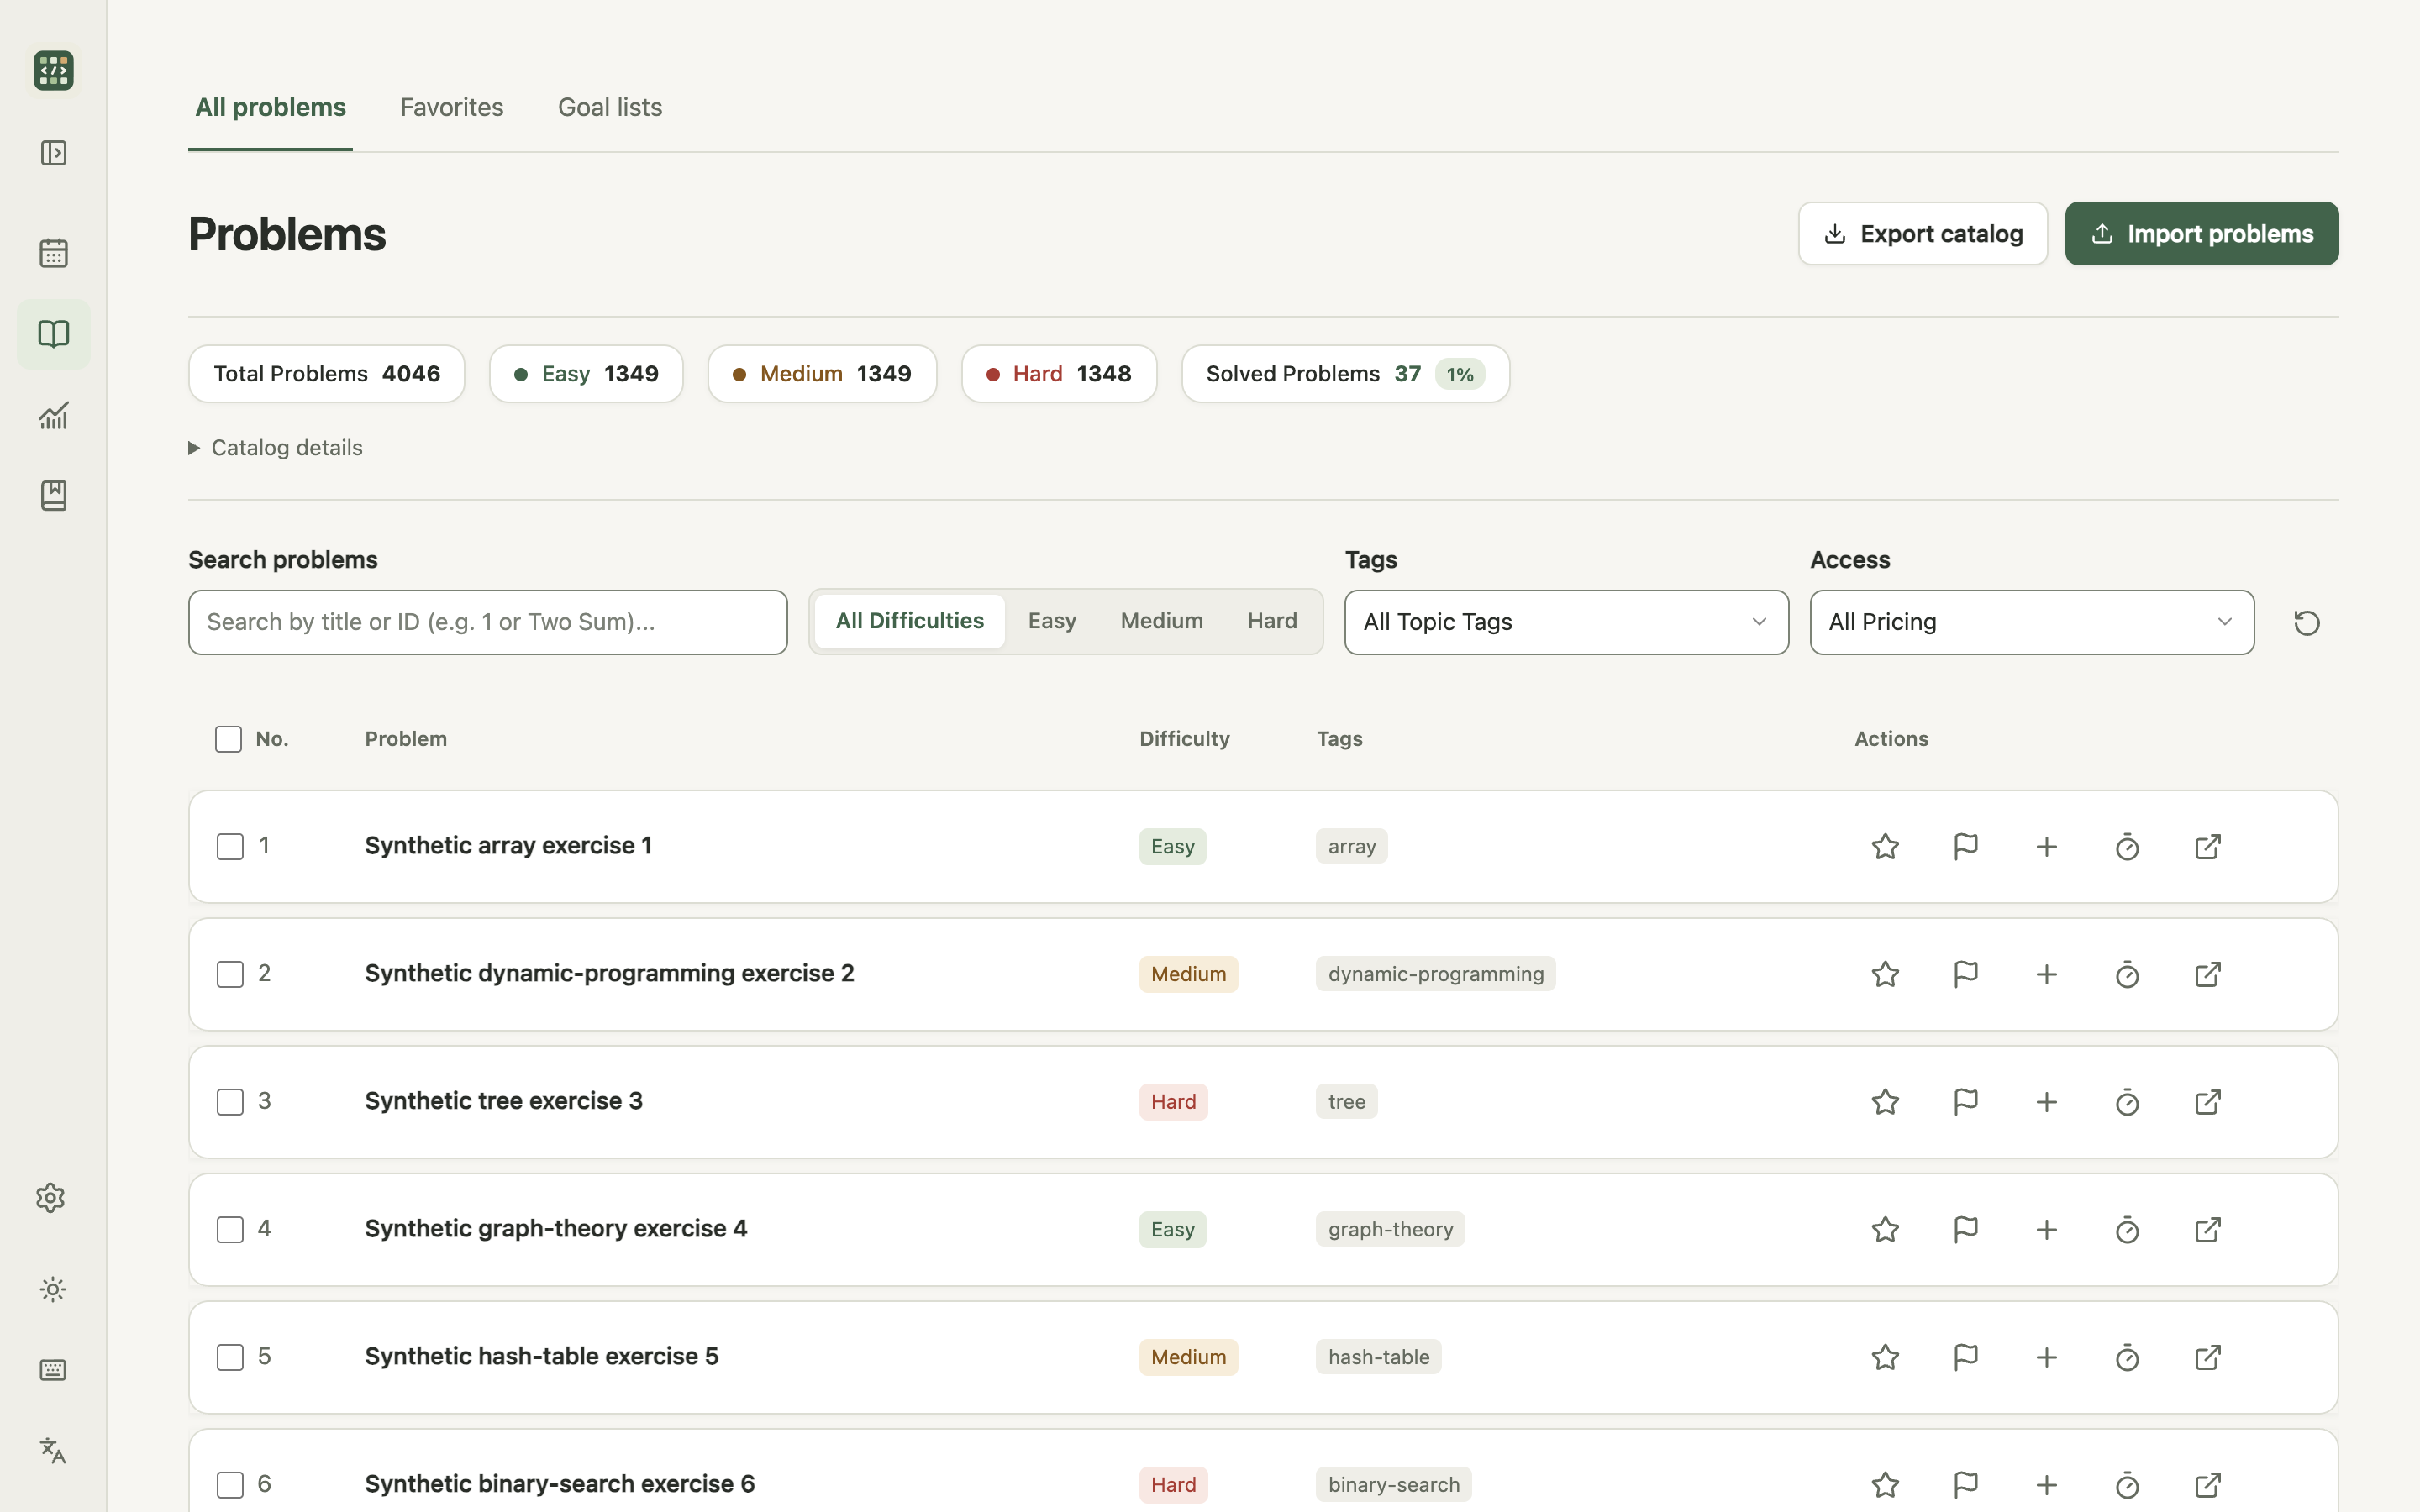 All problems Favorites Goal lists
Problems
Export catalog Import problems
Total Problems 4046 Easy 1349 Medium 1349 Hard 1348 Solved Problems 37 1%
Catalog details
Search problems Tags Access
Search by title or ID (e.g. 1 or Two Sum)... All Difficulties Easy Medium Hard All Topic Tags All Pricing
No. Problem Difficulty Tags Actions
1 Synthetic array exercise 1 Easy array
2 Synthetic dynamic-programming exercise 2 Medium dynamic-programming
3 Synthetic tree exercise 3 Hard tree
4 Synthetic graph-theory exercise 4 Easy graph-theory
5 Synthetic hash-table exercise 5 Medium hash-table
6 Synthetic binary-search exercise 6 Hard binary-search